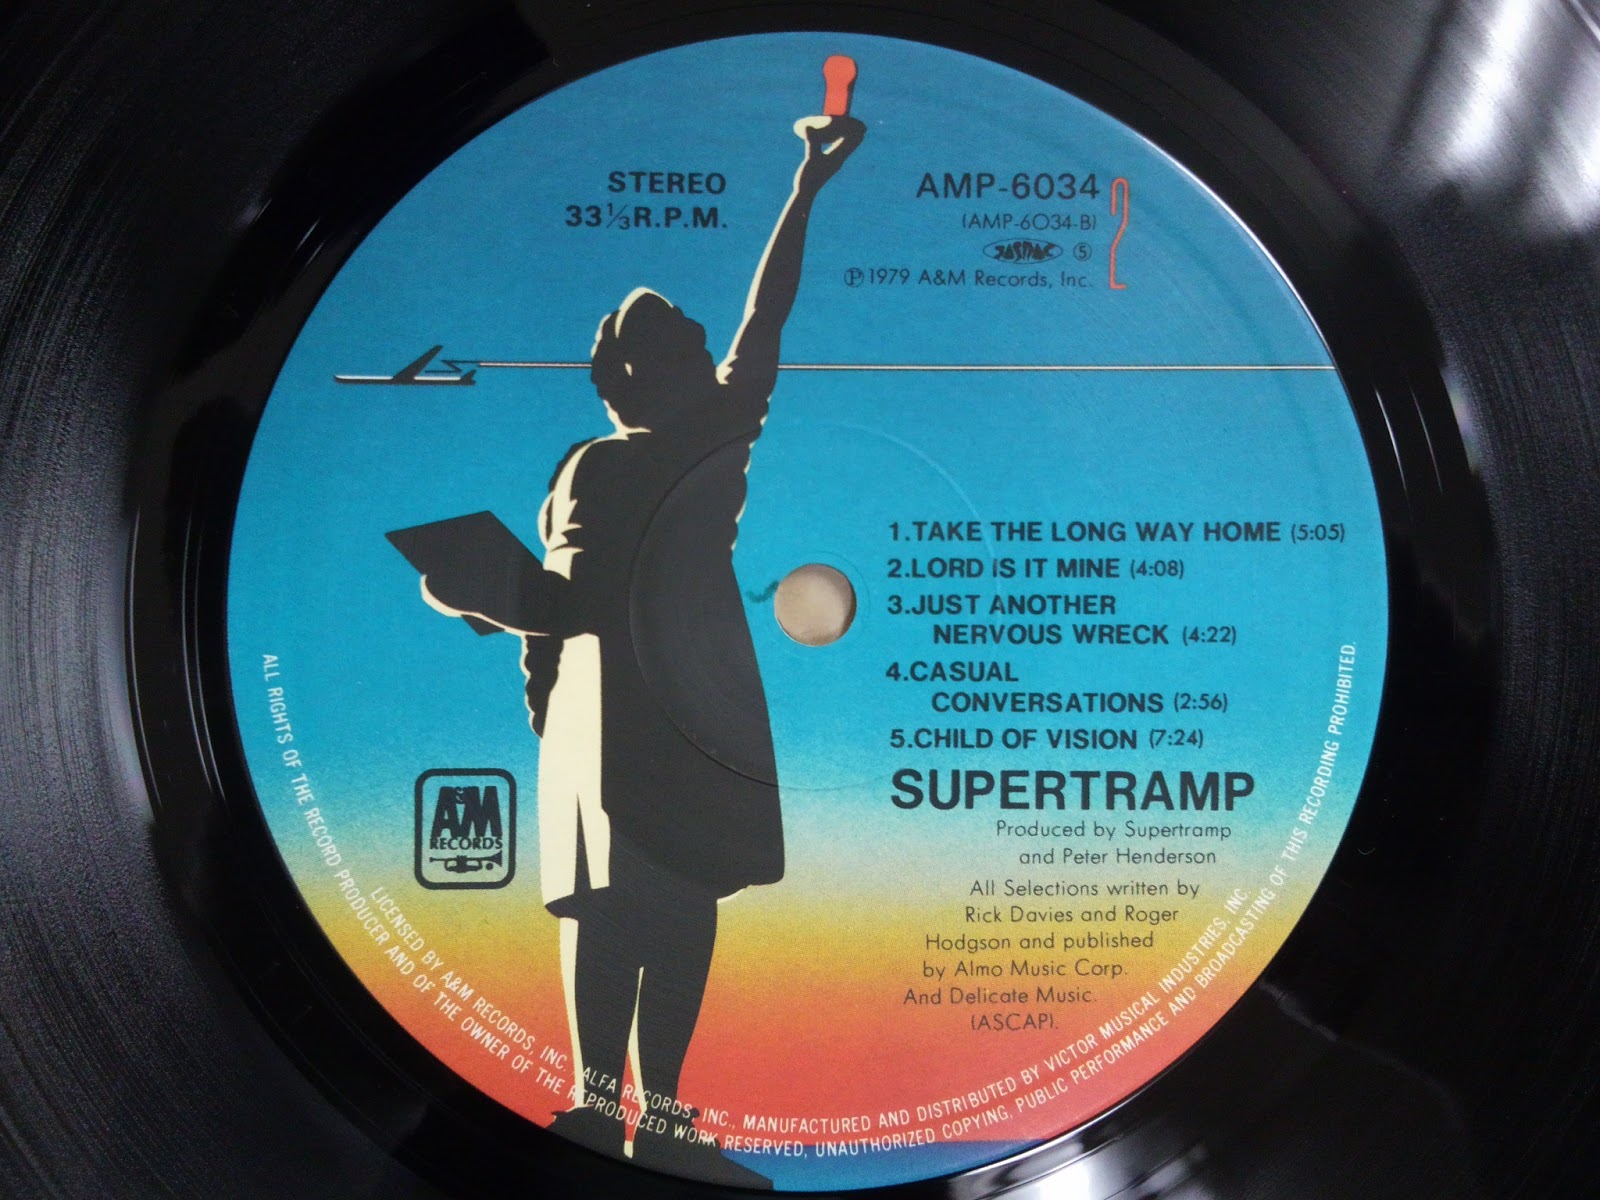 STEREO
33⅓R.P.M.
AMP-6034
(AMP-6034-B)
JASRAC ⑤
℗1979 A&M Records, Inc.
2
1.TAKE THE LONG WAY HOME (5:05)
2.LORD IS IT MINE (4:08)
3.JUST ANOTHER
NERVOUS WRECK (4:22)
4.CASUAL
CONVERSATIONS (2:56)
5.CHILD OF VISION (7:24)
SUPERTRAMP
Produced by Supertramp
and Peter Henderson
All Selections written by
Rick Davies and Roger
Hodgson and published
by Almo Music Corp.
And Delicate Music.
(ASCAP).
A&M
RECORDS
LICENSED BY A&M RECORDS, INC. ALFA RECORDS, INC., MANUFACTURED AND DISTRIBUTED BY VICTOR MUSICAL INDUSTRIES, INC.
ALL RIGHTS OF THE RECORD PRODUCER AND OF THE OWNER OF THE REPRODUCED WORK RESERVED, UNAUTHORIZED COPYING, PUBLIC PERFORMANCE AND BROADCASTING OF THIS RECORDING PROHIBITED.